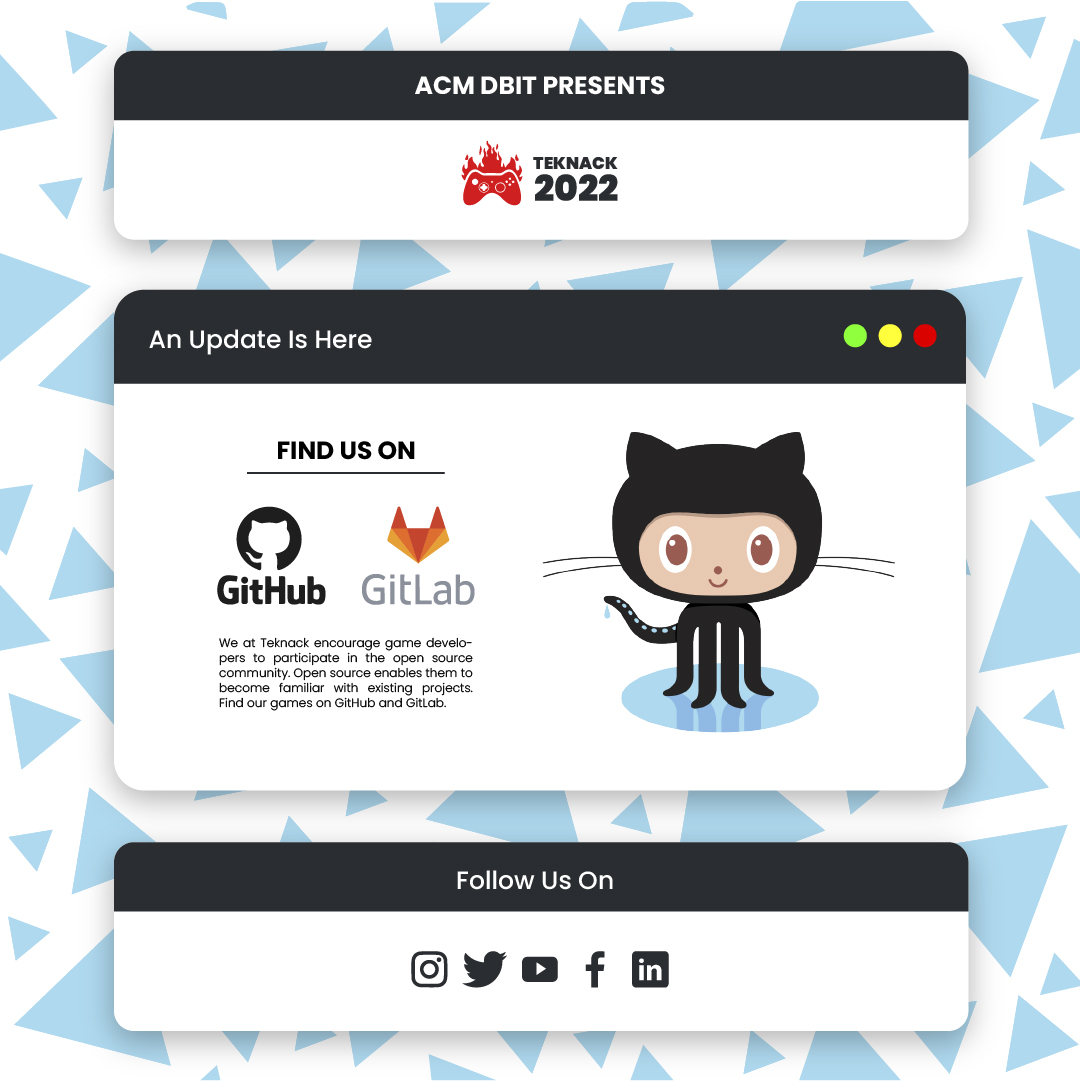 ACM DBIT PRESENTS
TEKNACK
2022
An Update Is Here
FIND US ON
GitHub
GitLab
We at Teknack encourage game develo-
pers to participate in the open source
community. Open source enables them to
become familiar with existing projects.
Find our games on GitHub and GitLab.
Follow Us On
in